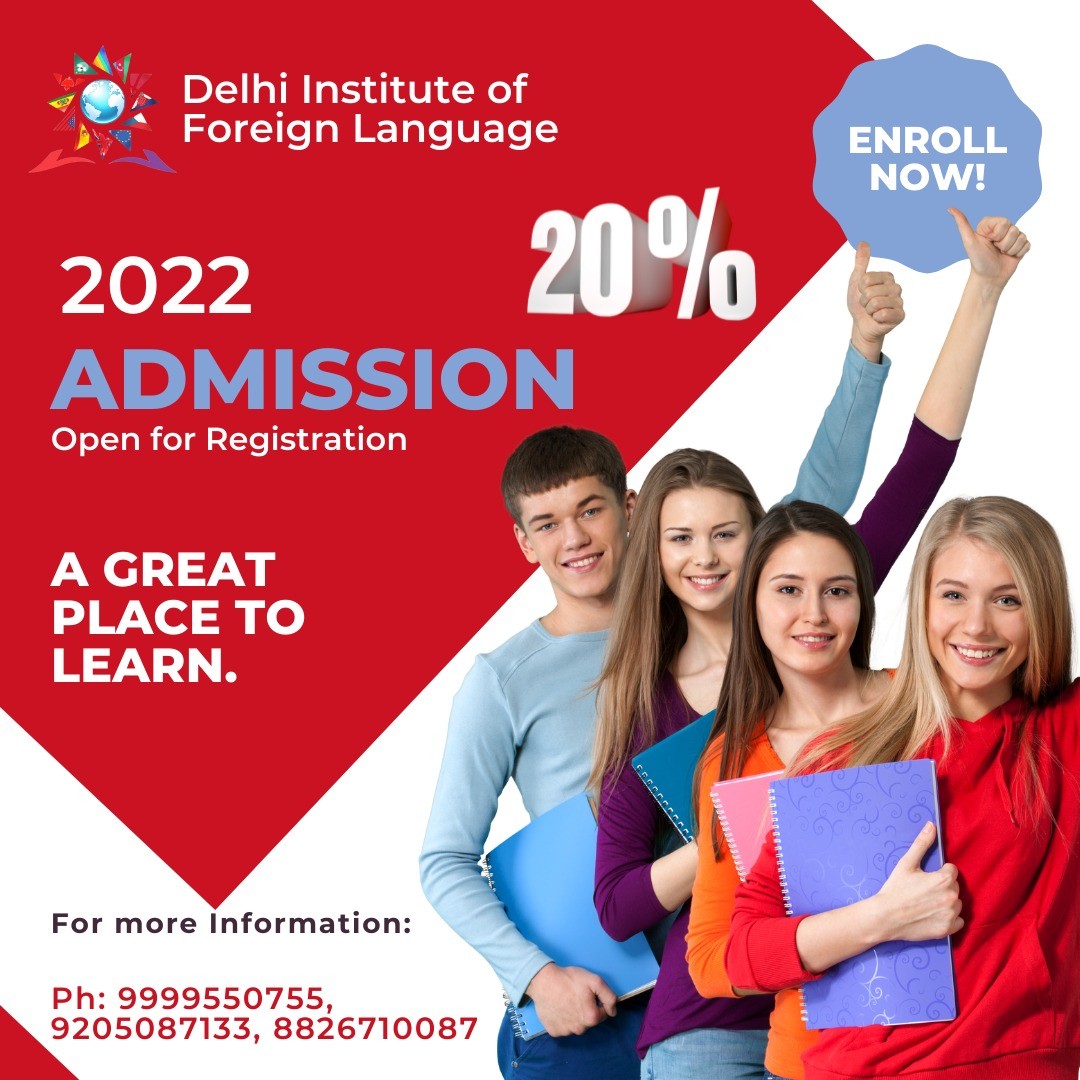 Delhi Institute of
Foreign Language
ENROLL
NOW!
20%
2022
ADMISSION
Open for Registration
A GREAT
PLACE TO
LEARN.
For more Information:
Ph: 9999550755,
9205087133, 8826710087